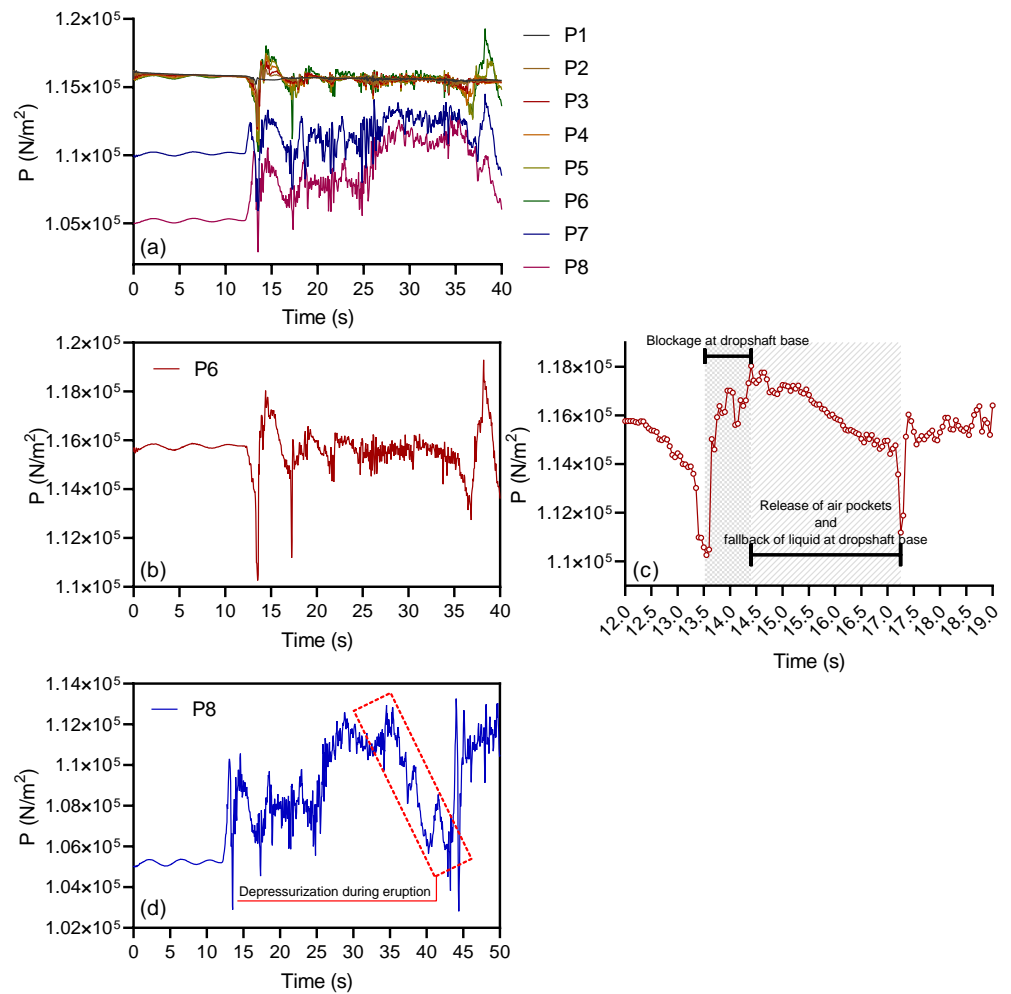 1.2×10⁵
1.15×10⁵
1.1×10⁵
1.05×10⁵
P (N/m²)
(a)
0 5 10 15 20 25 30 35 40
Time (s)
P1
P2
P3
P4
P5
P6
P7
P8
1.2×10⁵
1.18×10⁵
1.16×10⁵
1.14×10⁵
1.12×10⁵
1.1×10⁵
P (N/m²)
P6
(b)
0 5 10 15 20 25 30 35 40
Time (s)
Blockage at dropshaft base
1.18×10⁵
1.16×10⁵
1.14×10⁵
1.12×10⁵
1.1×10⁵
P (N/m²)
Release of air pockets
and
fallback of liquid at dropshaft base
(c)
12.0 12.5 13.0 13.5 14.0 14.5 15.0 15.5 16.0 16.5 17.0 17.5 18.0 18.5 19.0
Time (s)
1.14×10⁵
1.12×10⁵
1.1×10⁵
1.08×10⁵
1.06×10⁵
1.04×10⁵
1.02×10⁵
P (N/m²)
P8
Depressurization during eruption
(d)
0 5 10 15 20 25 30 35 40 45 50
Time (s)